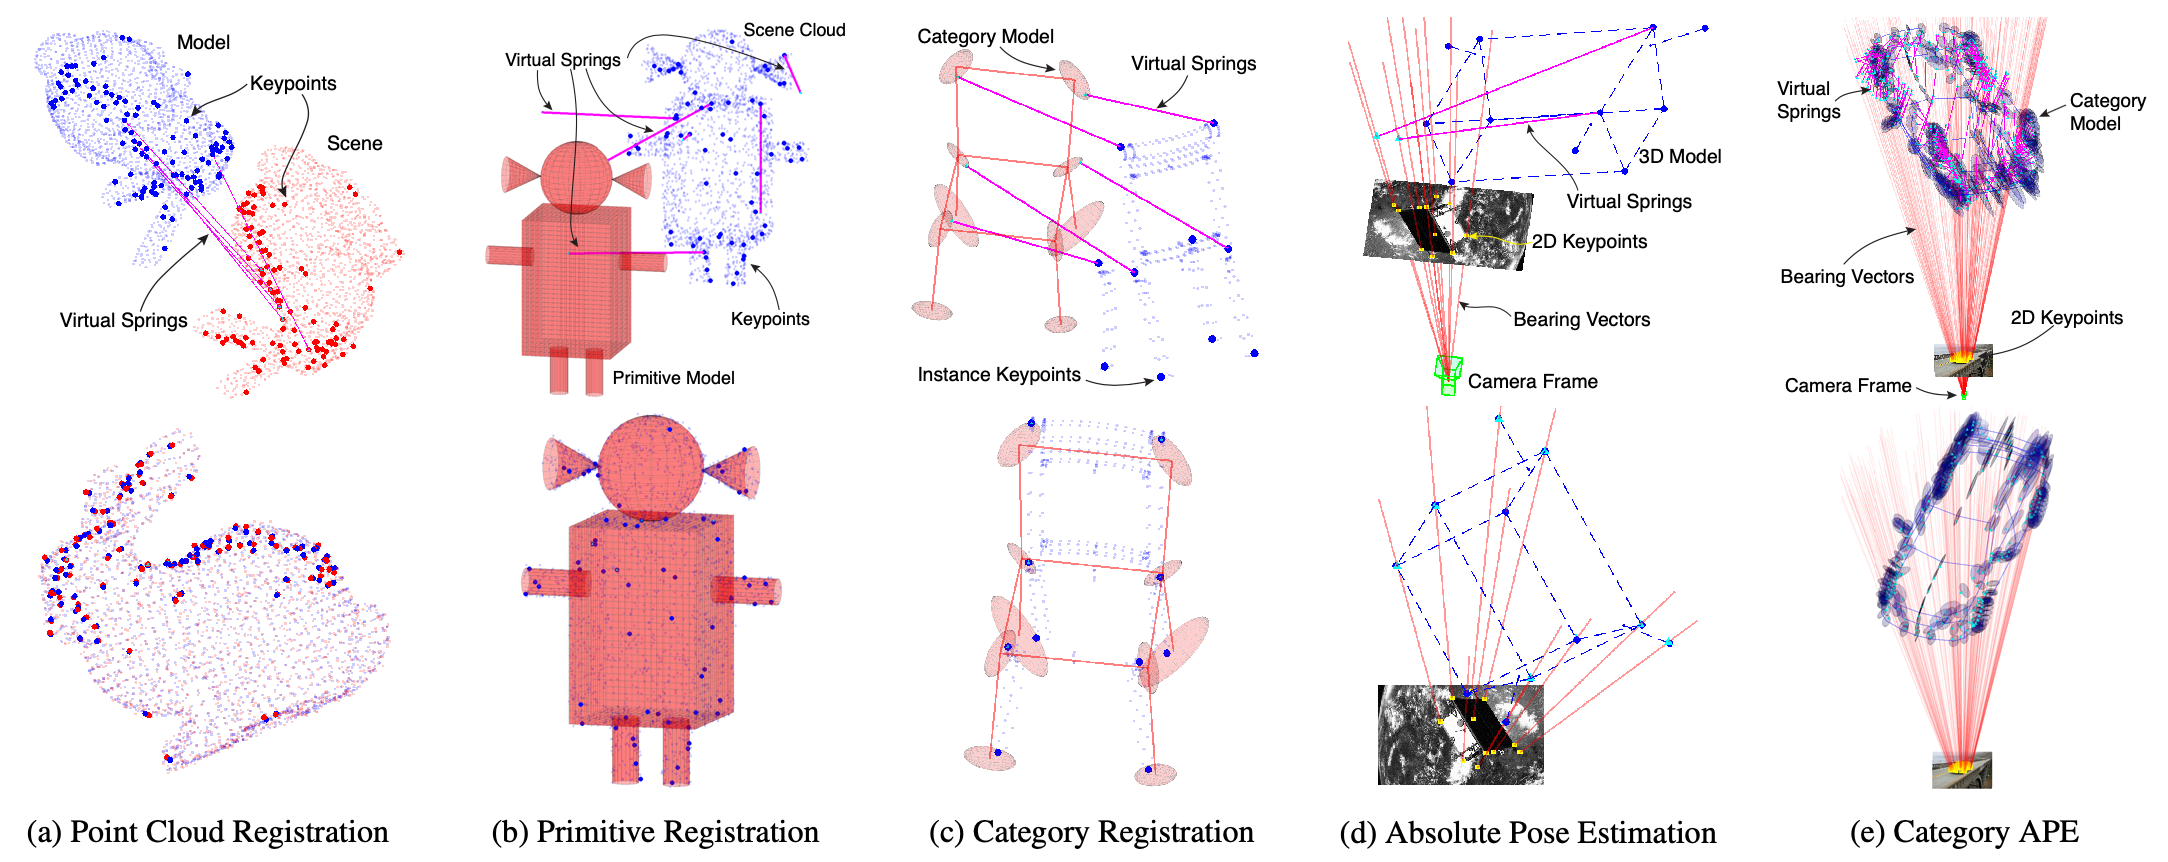 Model
Keypoints
Scene
Virtual Springs
Scene Cloud
Virtual Springs
Keypoints
Primitive Model
Category Model
Virtual Springs
Instance Keypoints
3D Model
Virtual Springs
2D Keypoints
Bearing Vectors
Camera Frame
Virtual
Springs
Category
Model
Bearing Vectors
2D Keypoints
Camera Frame
(a) Point Cloud Registration
(b) Primitive Registration
(c) Category Registration
(d) Absolute Pose Estimation
(e) Category APE